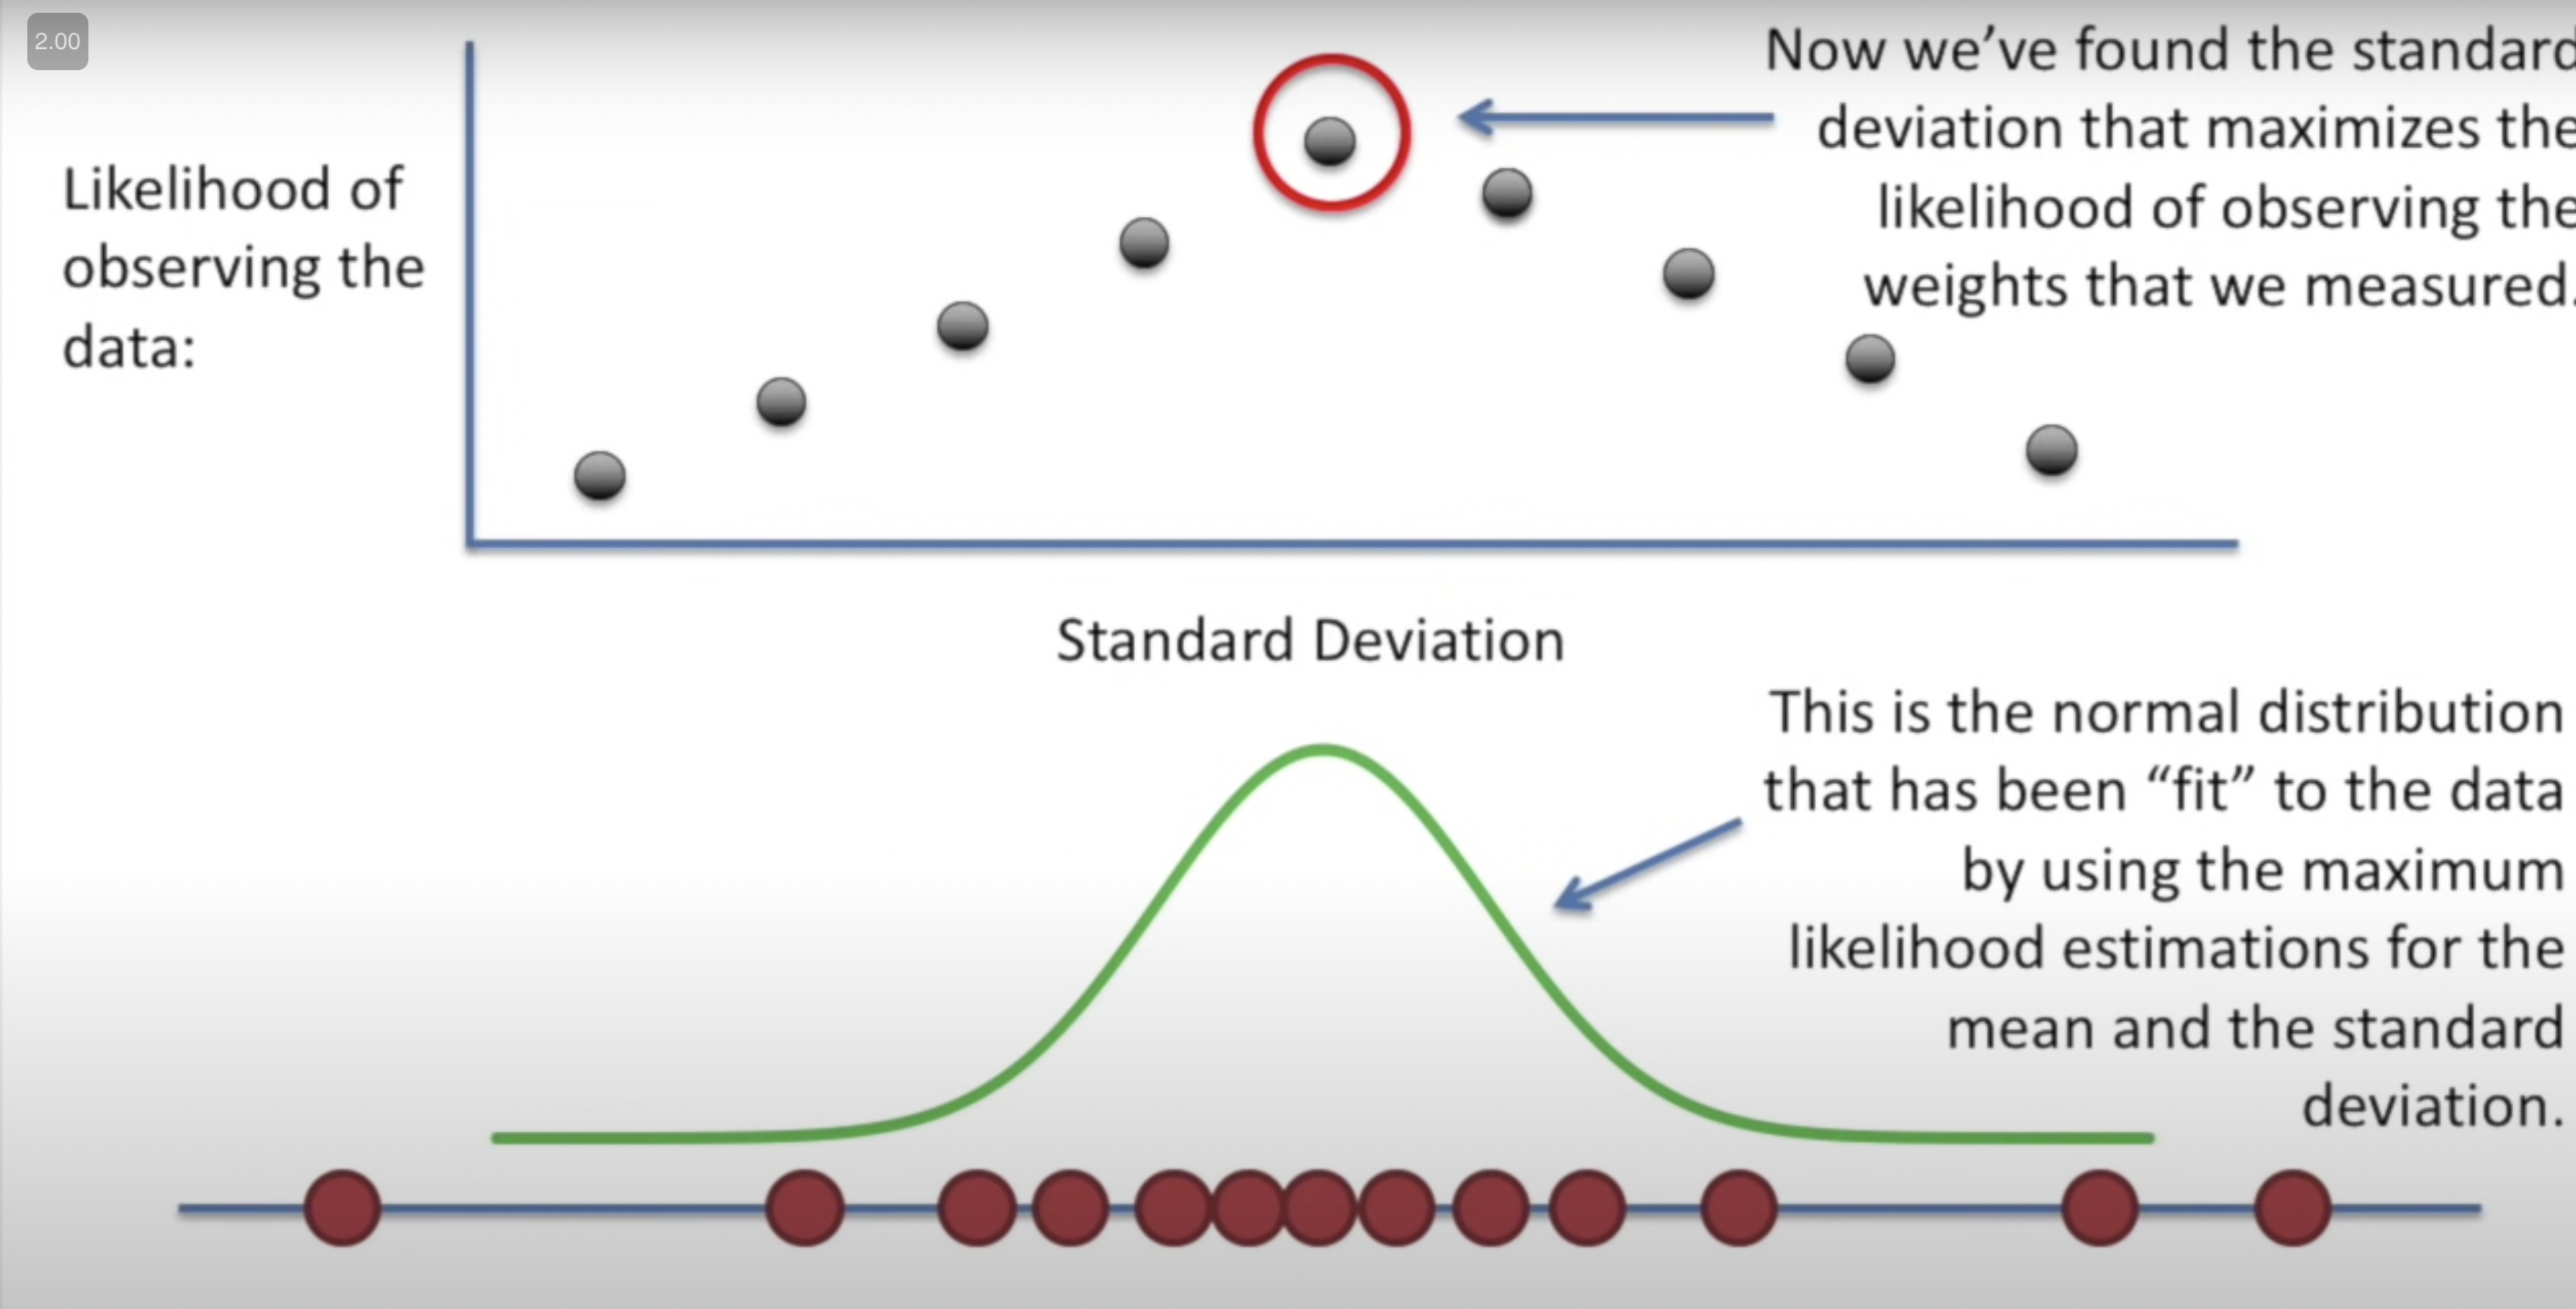 2.00
Now we’ve found the standard
deviation that maximizes the
likelihood of observing the
weights that we measured.
Likelihood of
observing the
data:
Standard Deviation
This is the normal distribution
that has been “fit” to the data
by using the maximum
likelihood estimations for the
mean and the standard
deviation.